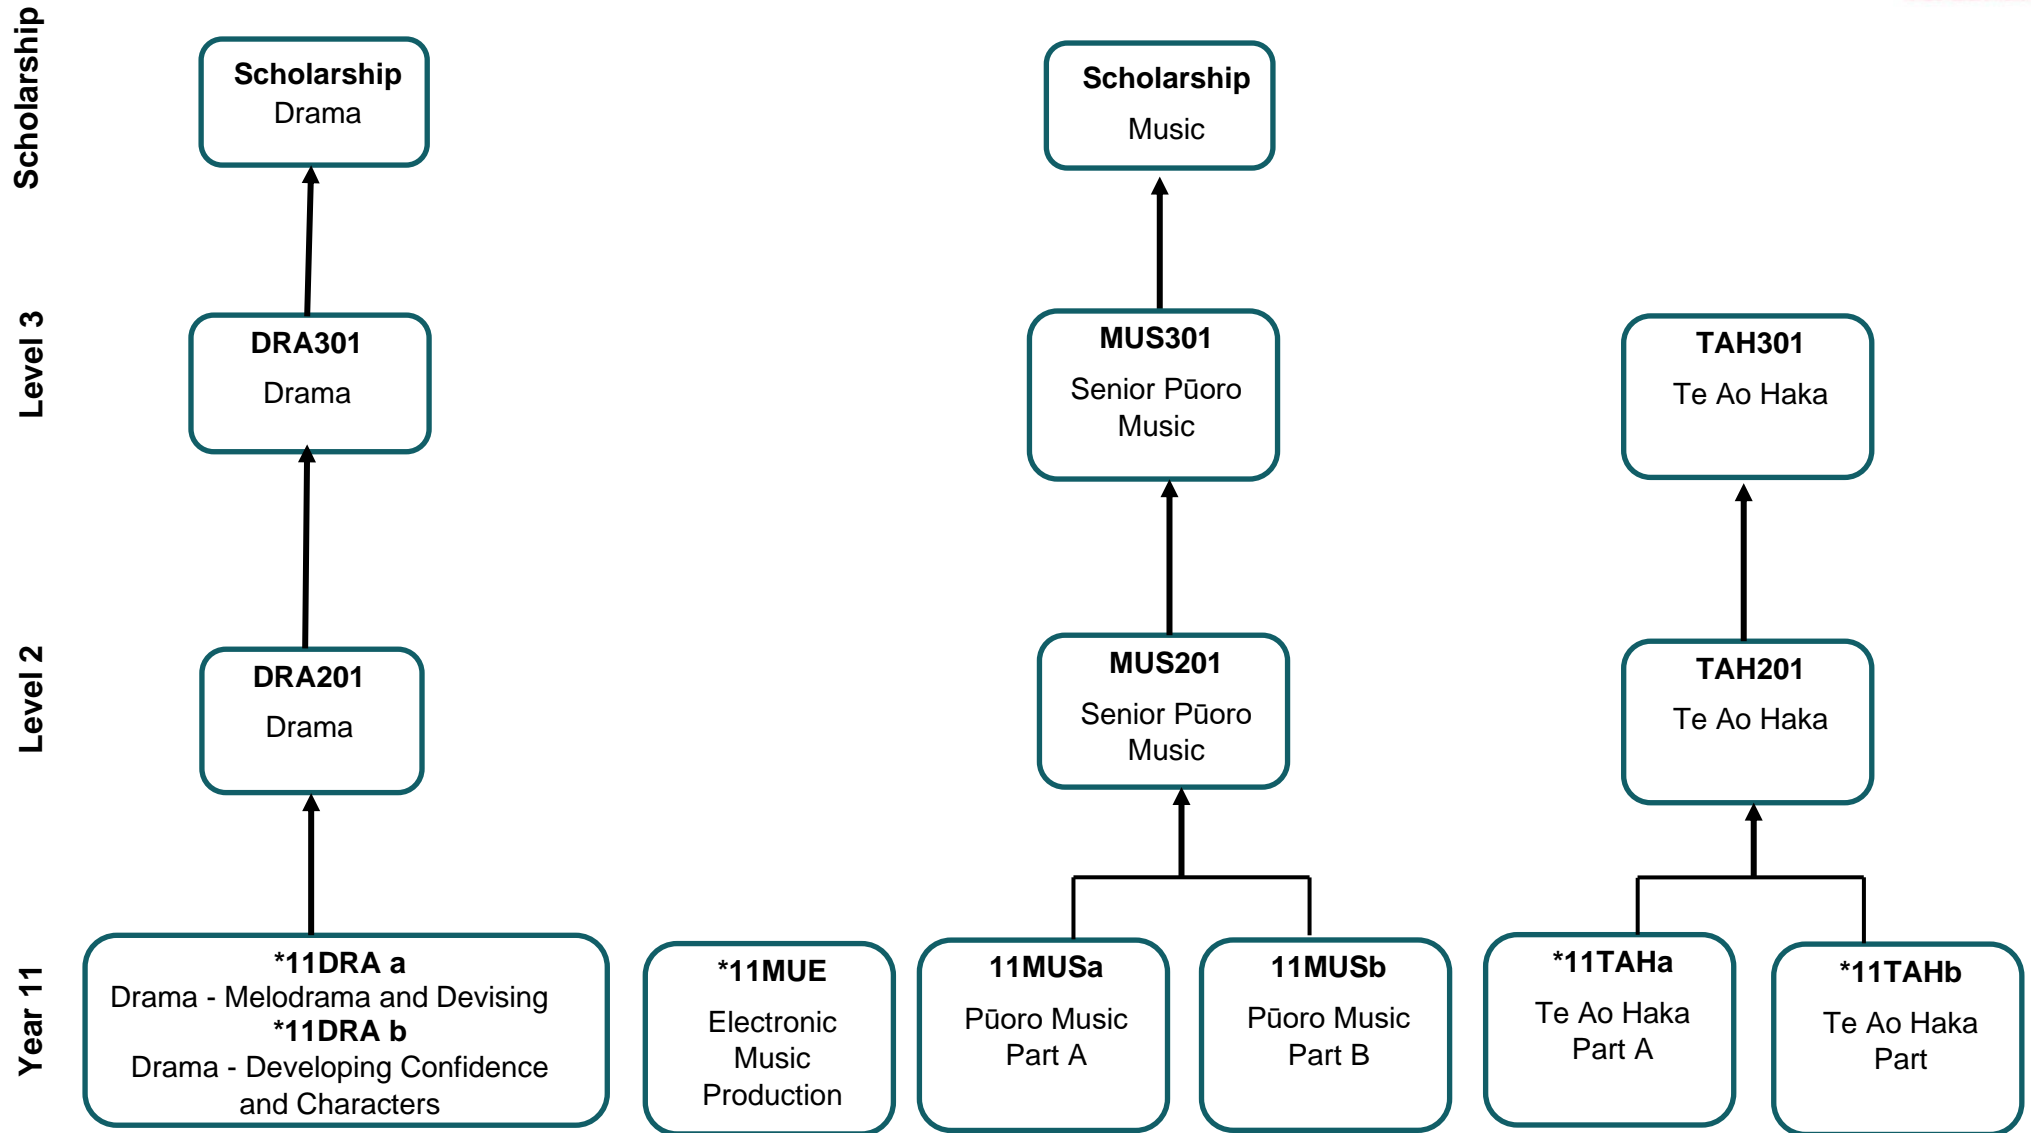 Scholarship
Scholarship
Drama
Scholarship
Music
Level 3
DRA301
Drama
MUS301
Senior Pūoro
Music
TAH301
Te Ao Haka
Level 2
DRA201
Drama
MUS201
Senior Pūoro
Music
TAH201
Te Ao Haka
Year 11
*11DRA a
Drama - Melodrama and Devising
*11DRA b
Drama - Developing Confidence
and Characters
*11MUE
Electronic
Music
Production
11MUSa
Pūoro Music
Part A
11MUSb
Pūoro Music
Part B
*11TAHa
Te Ao Haka
Part A
*11TAHb
Te Ao Haka
Part